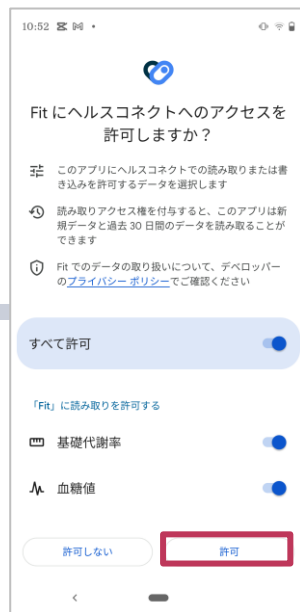 10:52
Fit にヘルスコネクトへのアクセスを
許可しますか？
このアプリにヘルスコネクトでの読み取りまたは書
き込みを許可するデータを選択します
読み取りアクセス権を付与すると、このアプリは新
規データと過去 30 日間のデータを読み取ることが
できます
Fit でのデータの取り扱いについて、デベロッパー
のプライバシー ポリシーでご確認ください
すべて許可
「Fit」に読み取りを許可する
基礎代謝率
血糖値
許可しない
許可